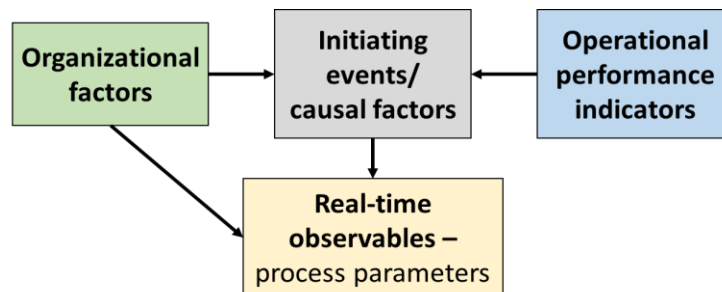 Organizational
factors
Initiating
events/
causal factors
Operational
performance
indicators
Real-time
observables –
process parameters